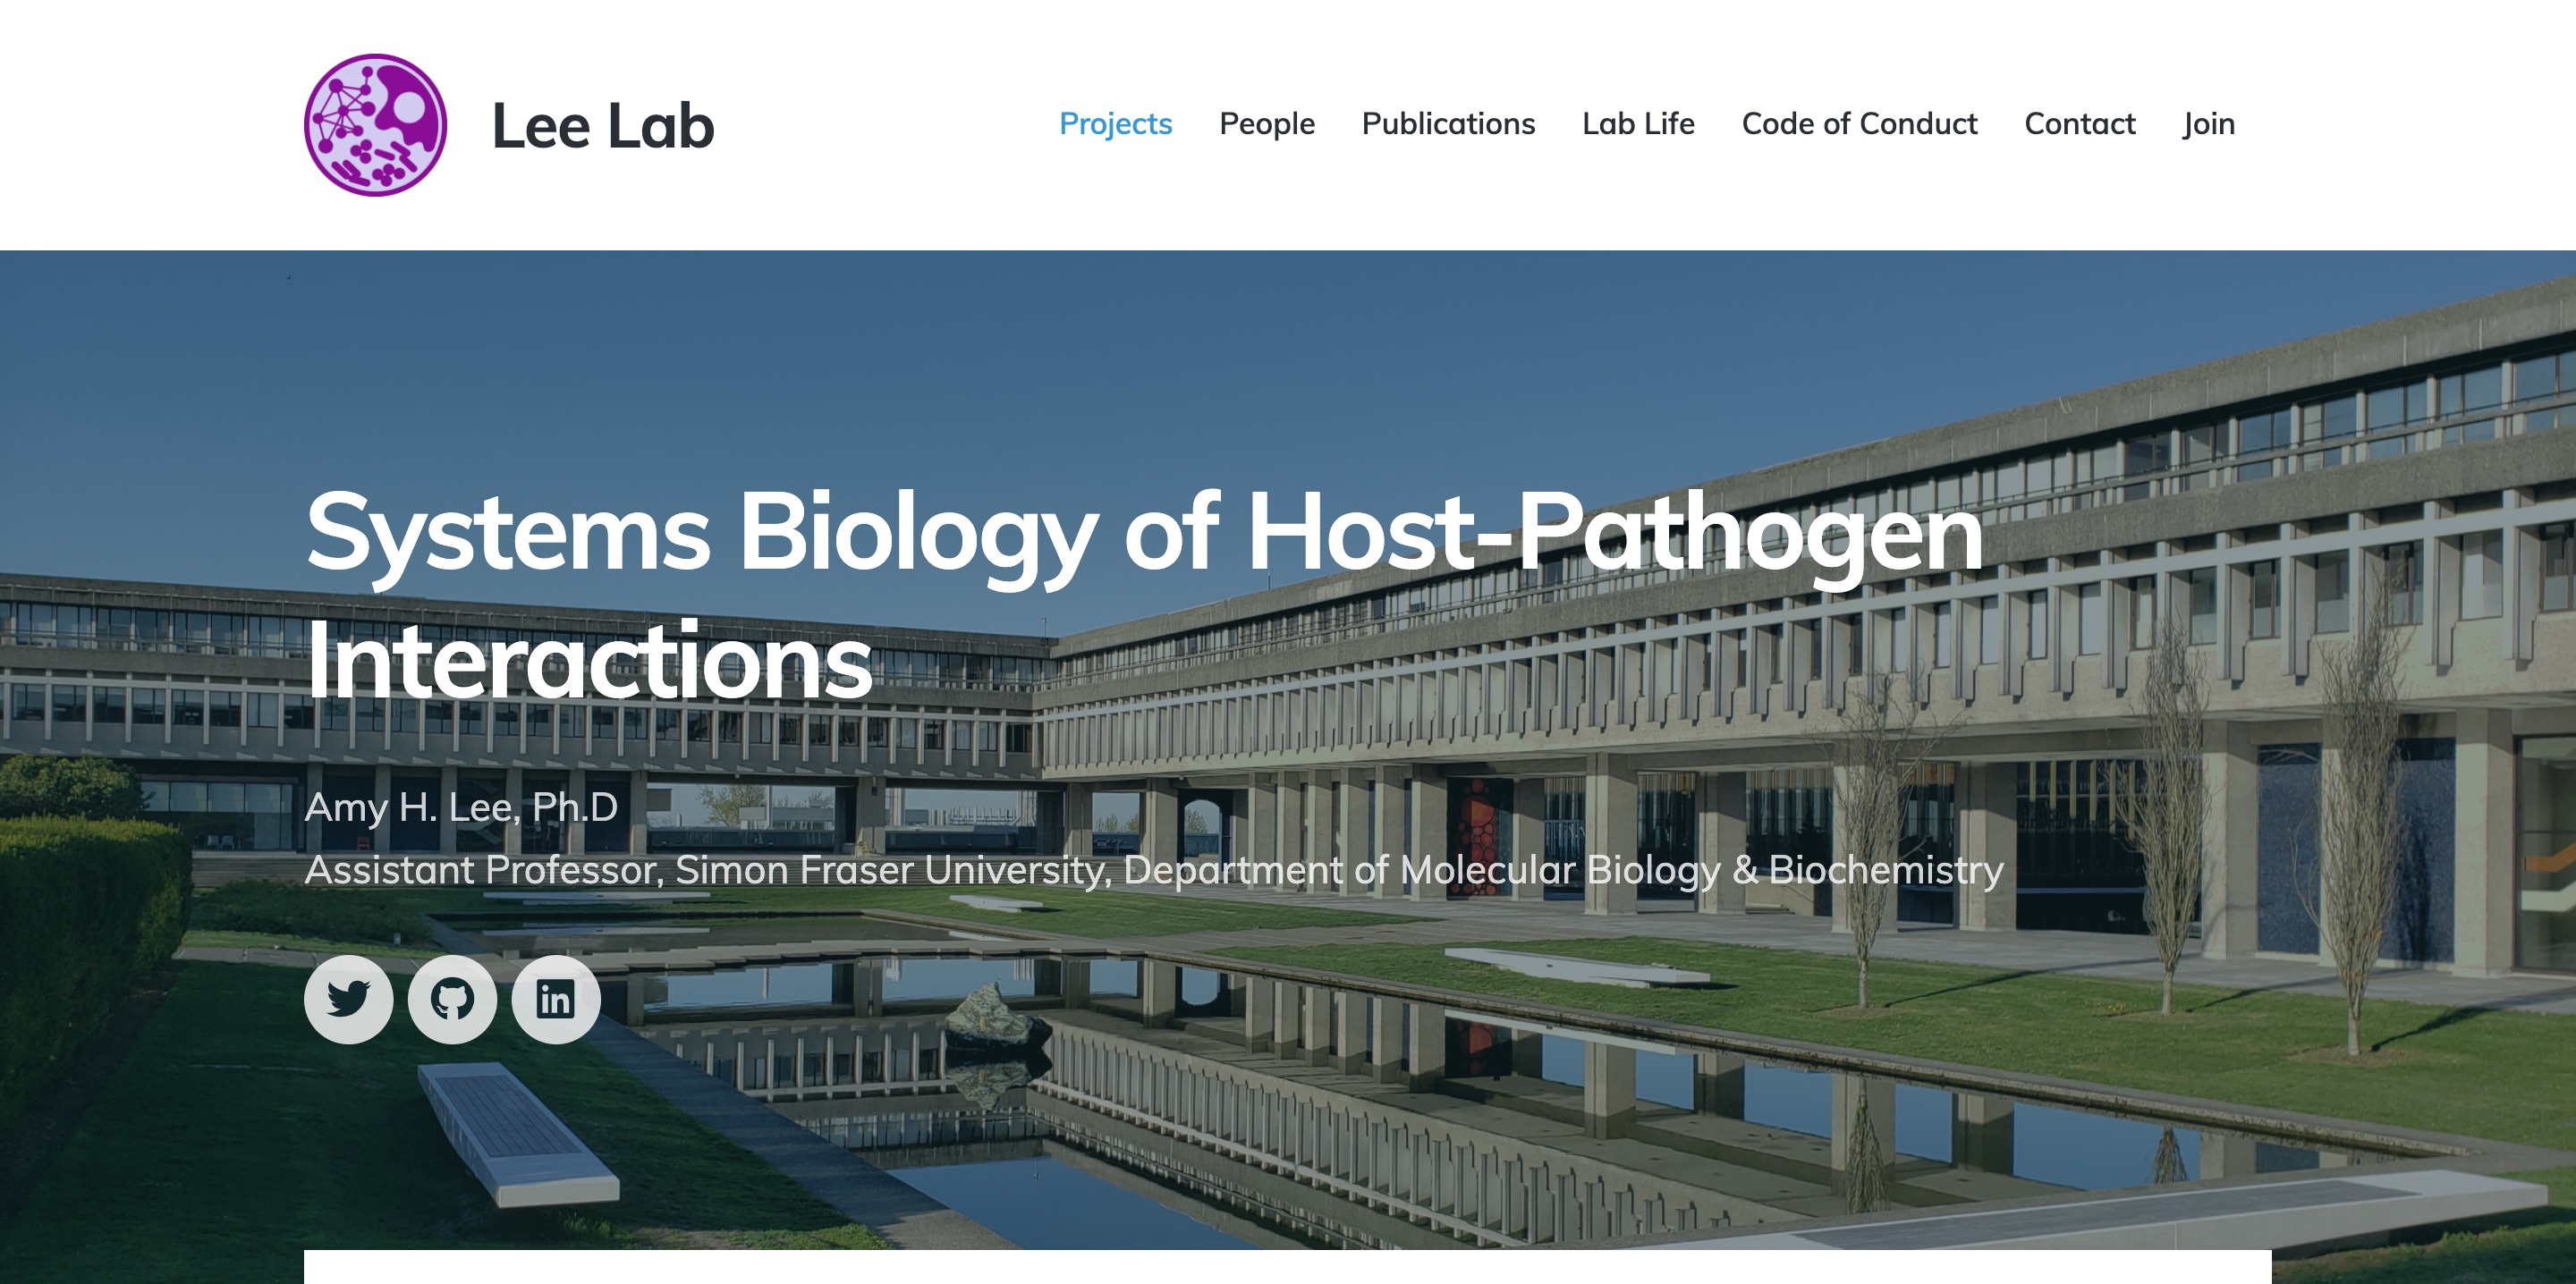 Lee Lab
Projects People Publications Lab Life Code of Conduct Contact Join
Systems Biology of Host-Pathogen
Interactions
Amy H. Lee, Ph.D
Assistant Professor, Simon Fraser University, Department of Molecular Biology & Biochemistry
in